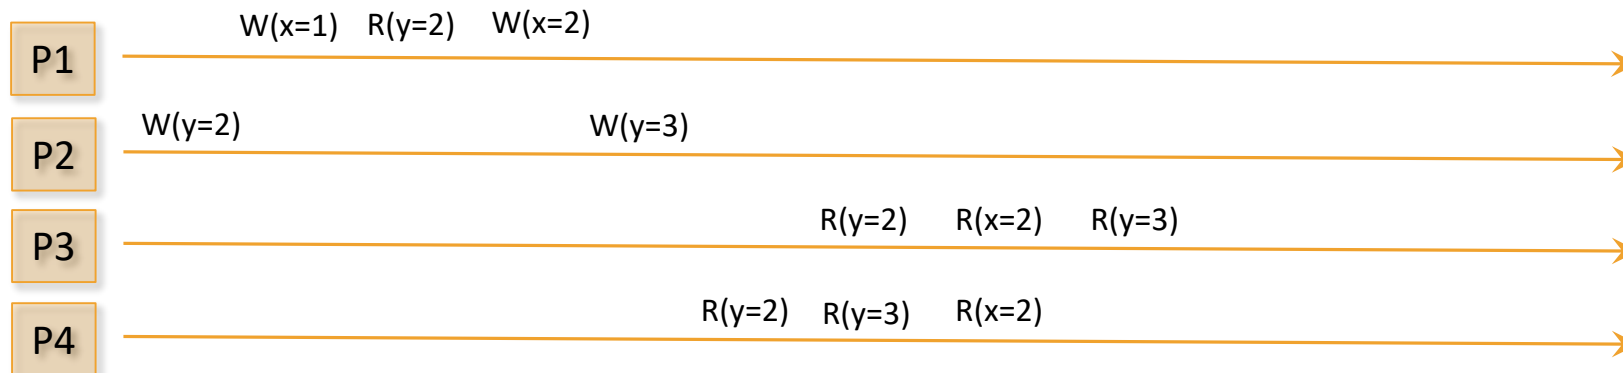 W(x=1) R(y=2) W(x=2)
P1
W(y=2) W(y=3)
P2
R(y=2) R(x=2) R(y=3)
P3
R(y=2) R(y=3) R(x=2)
P4